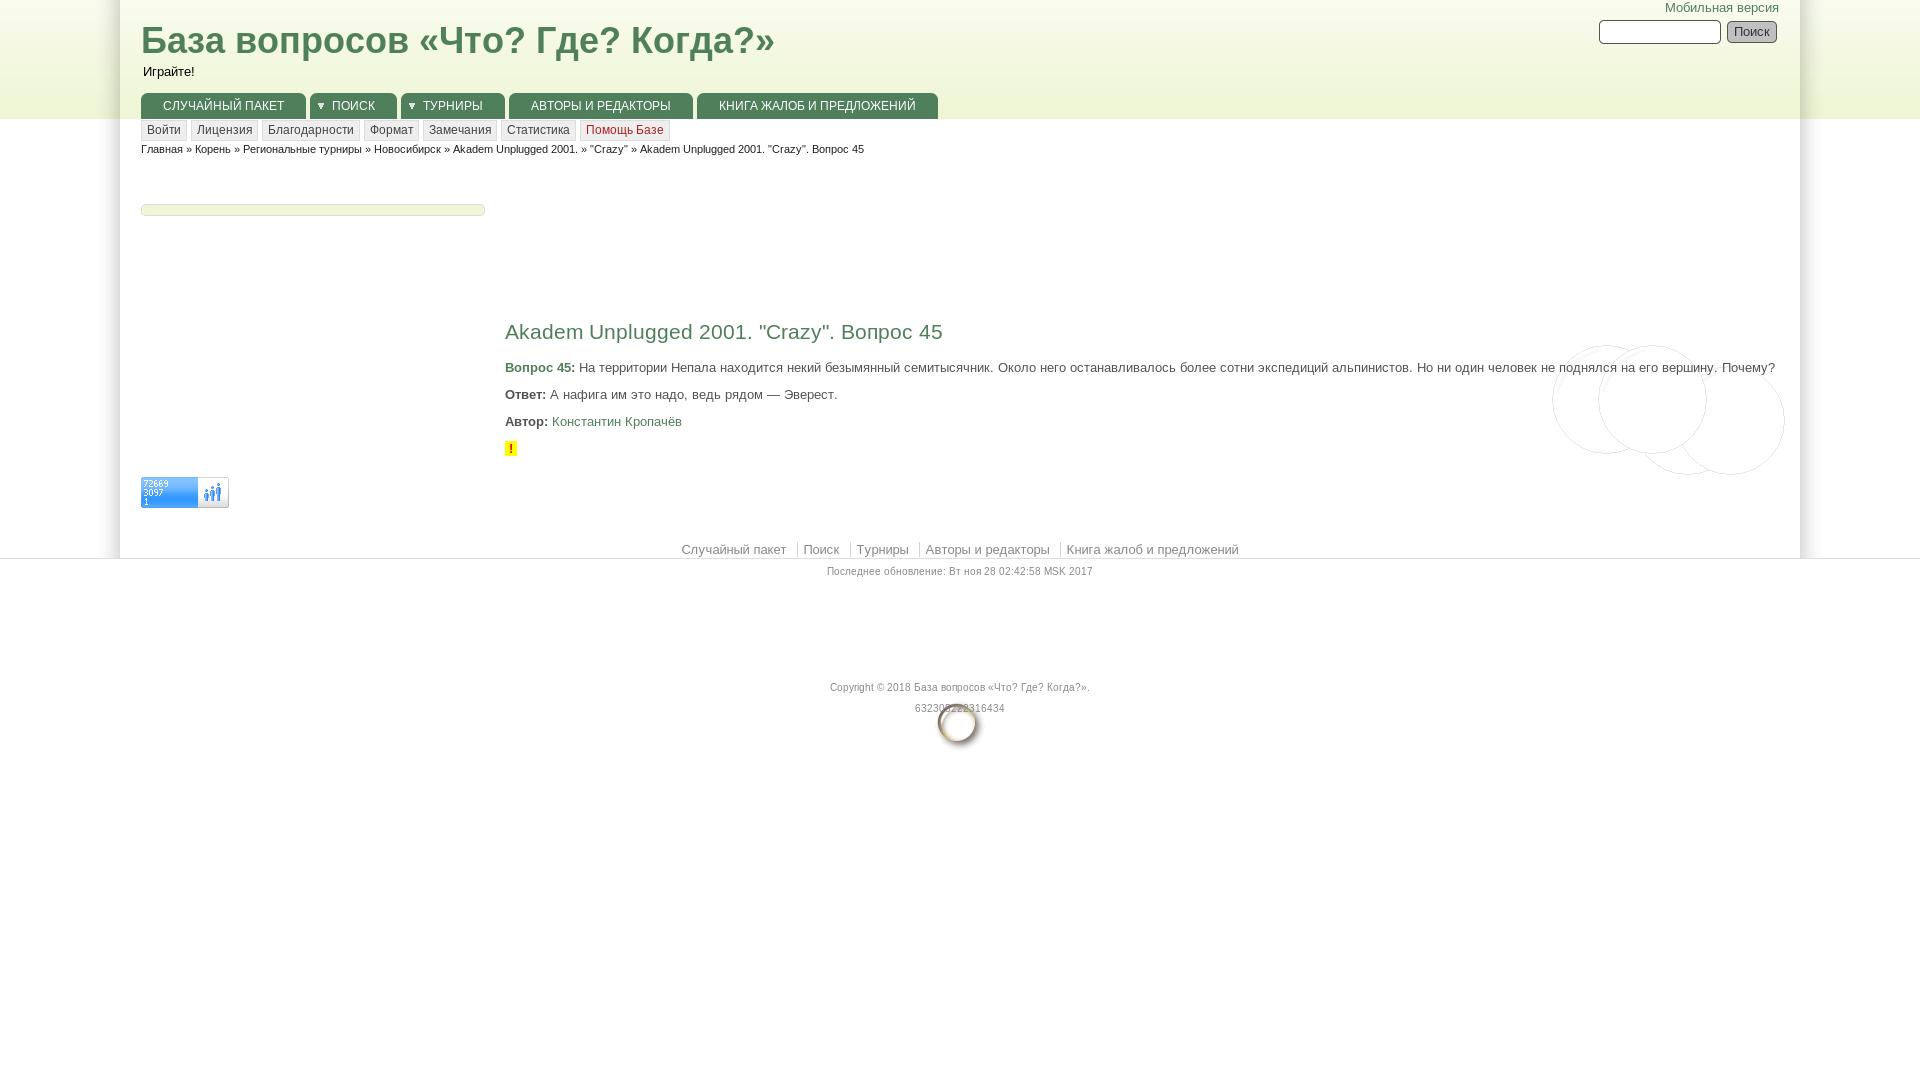 Мобильная версия
База вопросов «Что? Где? Когда?»
Поиск
Играйте!
СЛУЧАЙНЫЙ ПАКЕТ
ПОИСК
ТУРНИРЫ
АВТОРЫ И РЕДАКТОРЫ
КНИГА ЖАЛОБ И ПРЕДЛОЖЕНИЙ
Войти
Лицензия
Благодарности
Формат
Замечания
Статистика
Помощь Базе
Главная » Корень » Региональные турниры » Новосибирск » Akadem Unplugged 2001. » "Crazy" » Akadem Unplugged 2001. "Crazy". Вопрос 45
Akadem Unplugged 2001. "Crazy". Вопрос 45
Вопрос 45: На территории Непала находится некий безымянный семитысячник. Около него останавливалось более сотни экспедиций альпинистов. Но ни один человек не поднялся на его вершину. Почему?
Ответ: А нафига им это надо, ведь рядом — Эверест.
Автор: Константин Кропачёв
!
72669
3097
1
Случайный пакет
Поиск
Турниры
Авторы и редакторы
Книга жалоб и предложений
Последнее обновление: Вт ноя 28 02:42:58 MSK 2017
Copyright © 2018 База вопросов «Что? Где? Когда?».